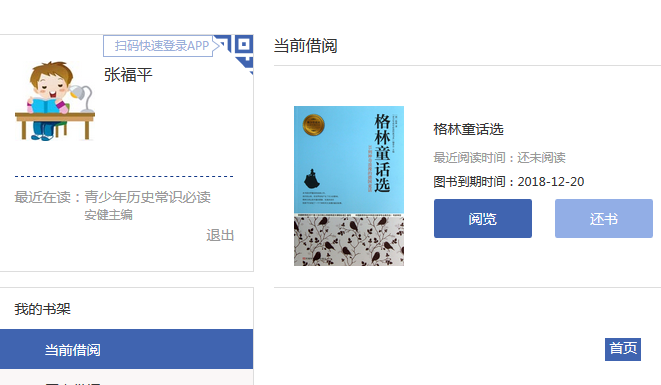 扫码快速登录APP
张福平
最近在读：青少年历史常识必读
安健主编
退出
我的书架
当前借阅
当前借阅
格林童话选
格林童话选
最近阅读时间：还未阅读
图书到期时间：2018-12-20
阅览
还书
首页